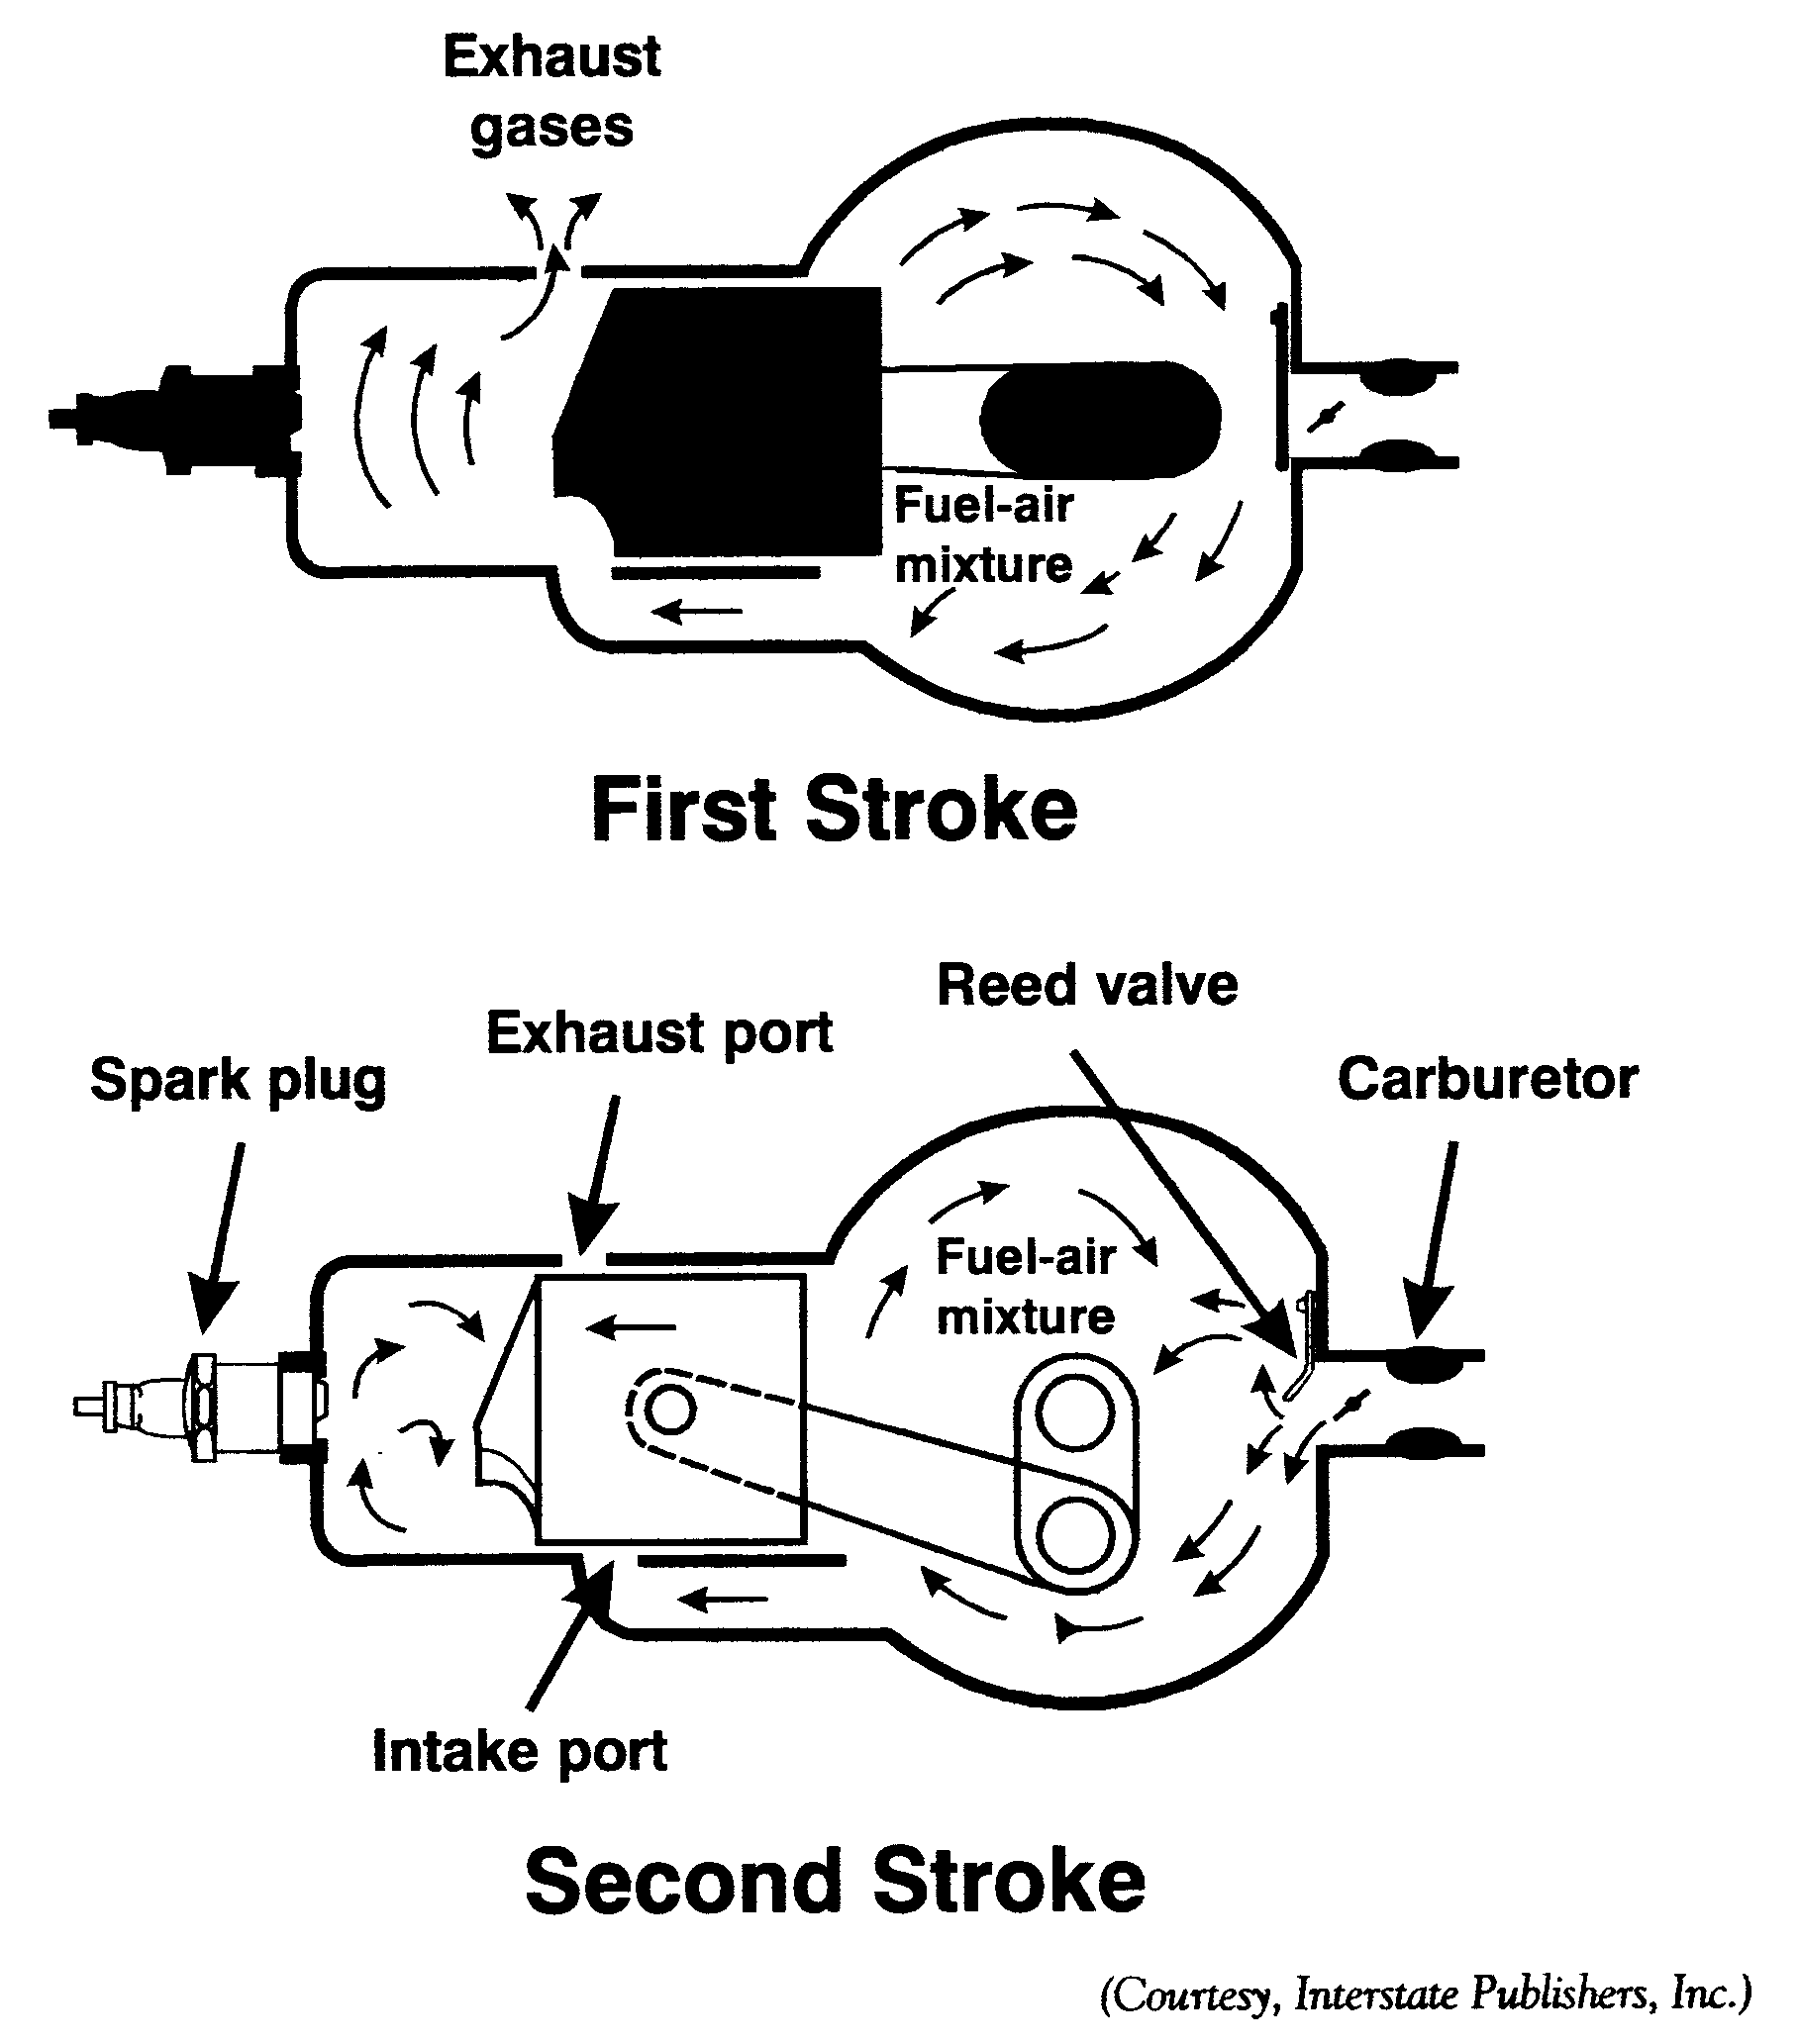 Exhaust
gases
Fuel-air
mixture
First Stroke
Reed valve
Exhaust port
Spark plug
Carburetor
Fuel-air
mixture
Intake port
Second Stroke
(Courtesy, Interstate Publishers, Inc.)